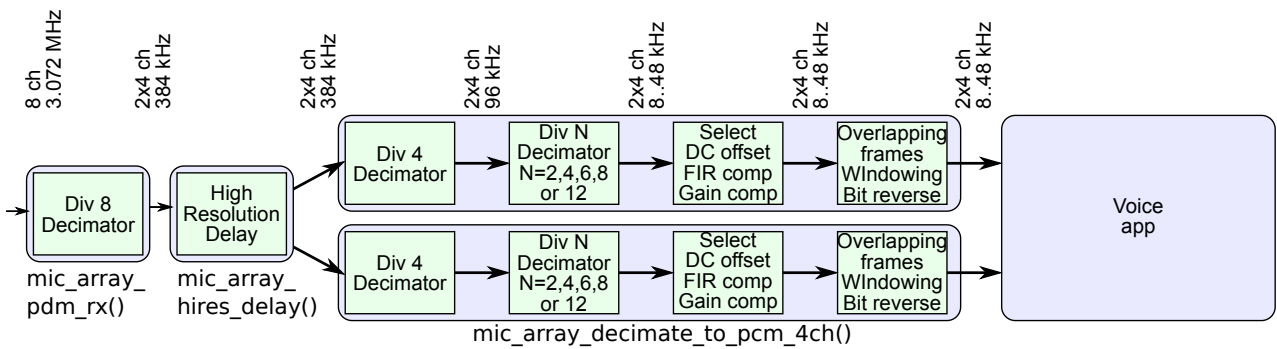 8 ch
3.072 MHz
2x4 ch
384 kHz
2x4 ch
384 kHz
2x4 ch
96 kHz
2x4 ch
8..48 kHz
2x4 ch
8..48 kHz
2x4 ch
8..48 kHz
Div 8
Decimator
mic_array_
pdm_rx()
High
Resolution
Delay
mic_array_
hires_delay()
Div 4
Decimator
Div N
Decimator
N=2,4,6,8
or 12
Select
DC offset
FIR comp
Gain comp
Overlapping
frames
WIndowing
Bit reverse
Div 4
Decimator
Div N
Decimator
N=2,4,6,8
or 12
Select
DC offset
FIR comp
Gain comp
Overlapping
frames
WIndowing
Bit reverse
mic_array_decimate_to_pcm_4ch()
Voice
app